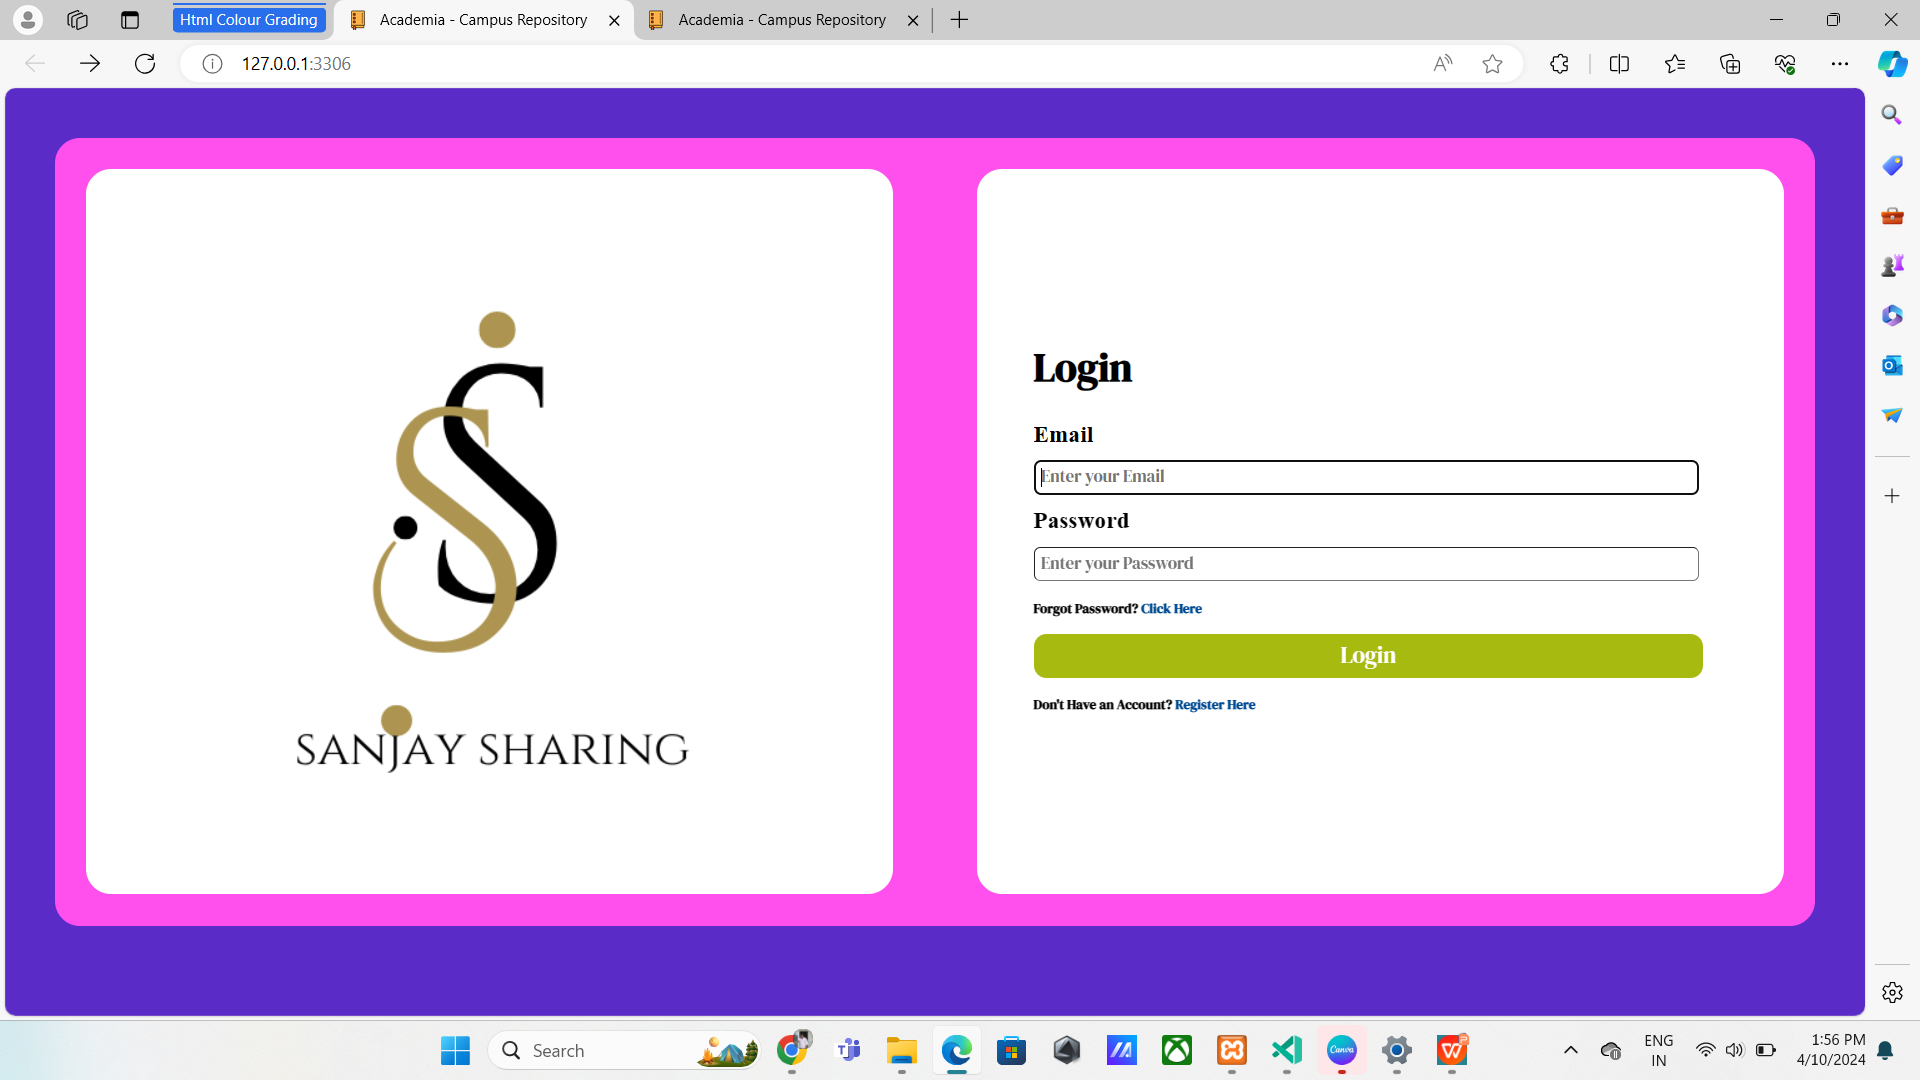 Html Colour Grading
Academia - Campus Repository
Academia - Campus Repository
127.0.0.1:3306
SANJAY SHARING
Login
Email
Enter your Email
Password
Enter your Password
Forgot Password? Click Here
Login
Don't Have an Account? Register Here
Search
Canva
ENG
IN
1:56 PM
4/10/2024